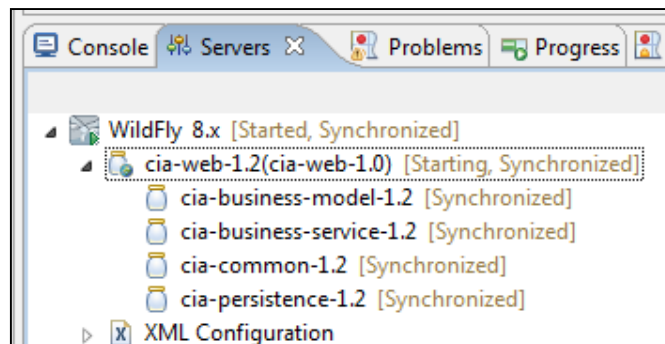 Console Servers Problems Progress
WildFly 8.x [Started, Synchronized]
cia-web-1.2(cia-web-1.0) [Starting, Synchronized]
cia-business-model-1.2 [Synchronized]
cia-business-service-1.2 [Synchronized]
cia-common-1.2 [Synchronized]
cia-persistence-1.2 [Synchronized]
XML Configuration